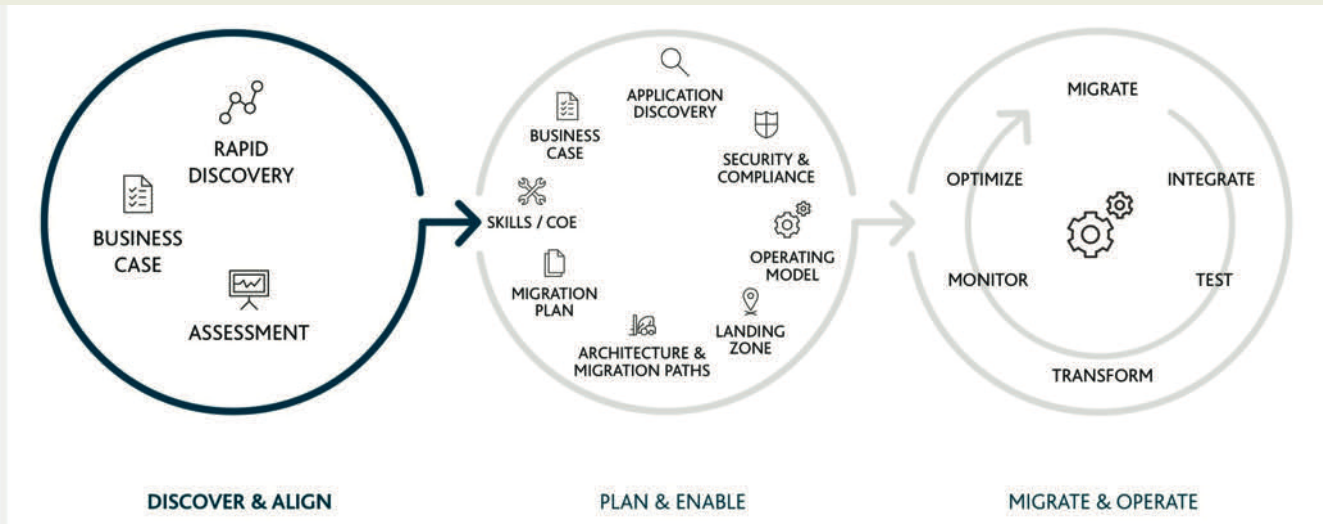 RAPID
DISCOVERY
BUSINESS
CASE
ASSESSMENT
APPLICATION
DISCOVERY
BUSINESS
CASE
SECURITY &
COMPLIANCE
SKILLS / COE
OPERATING
MODEL
MIGRATION
PLAN
LANDING
ZONE
ARCHITECTURE &
MIGRATION PATHS
MIGRATE
OPTIMIZE
INTEGRATE
MONITOR
TEST
TRANSFORM
DISCOVER & ALIGN
PLAN & ENABLE
MIGRATE & OPERATE